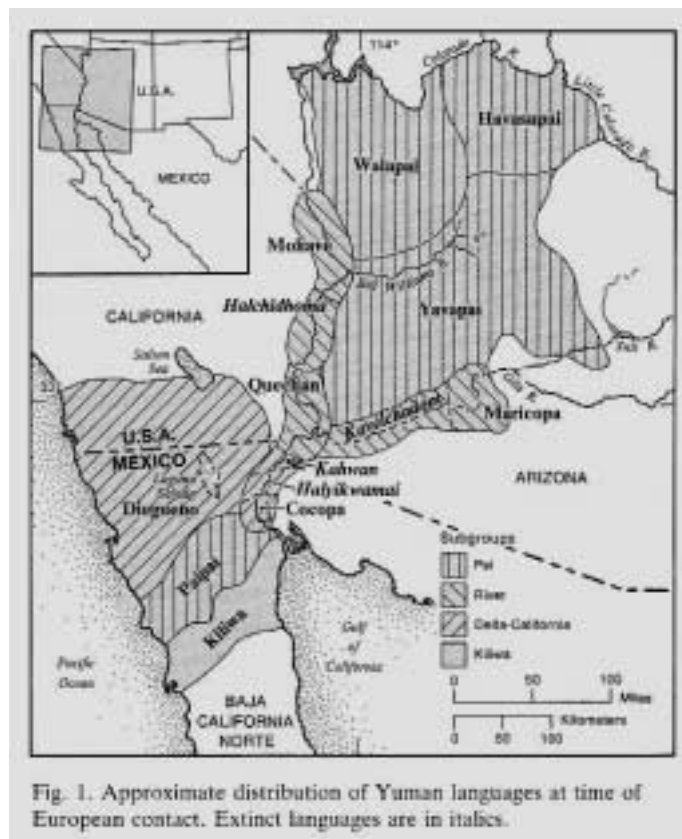 114°
Colorado R.
Little Colorado R.
U.S.A.
Havasupai
Walapai
MEXICO
Mohave
Bill Williams R.
Halchidhoma
Yavapai
CALIFORNIA
Salton
Sea
Salt R.
Quechan
Gila R.
33
Kavelchadom
Maricopa
U.S.A.
MEXICO
Kahwan
Laguna
Salada
Halyikwamai
ARIZONA
Diegueño
Cocopa
Subgroups
Pai
Paipai
River
Delta-California
Kiliwa
Kiliwa
Gulf
of
California
Pacific
Ocean
0 50 100
Miles
BAJA
CALIFORNIA
NORTE
Kilometers
0 50 100
Fig. 1. Approximate distribution of Yuman languages at time of
European contact. Extinct languages are in italics.